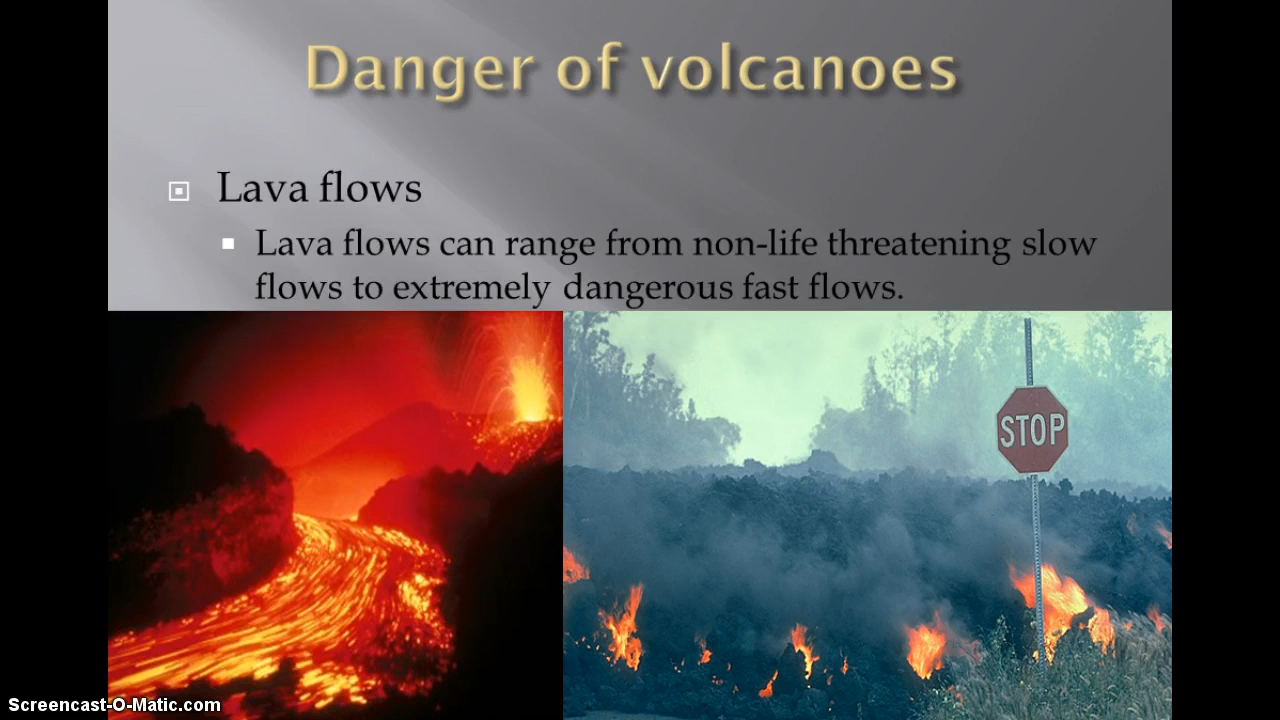 Danger of volcanoes
Lava flows
Lava flows can range from non-life threatening slow
flows to extremely dangerous fast flows.
STOP
Screencast-O-Matic.com